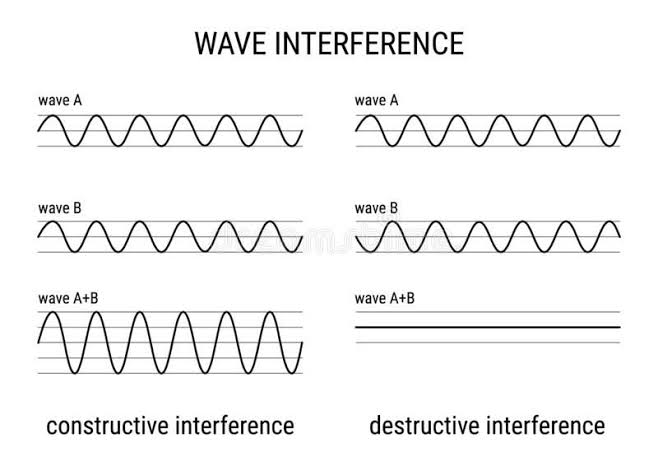 WAVE INTERFERENCE
wave A
wave A
wave B
wave B
wave A+B
wave A+B
constructive interference
destructive interference